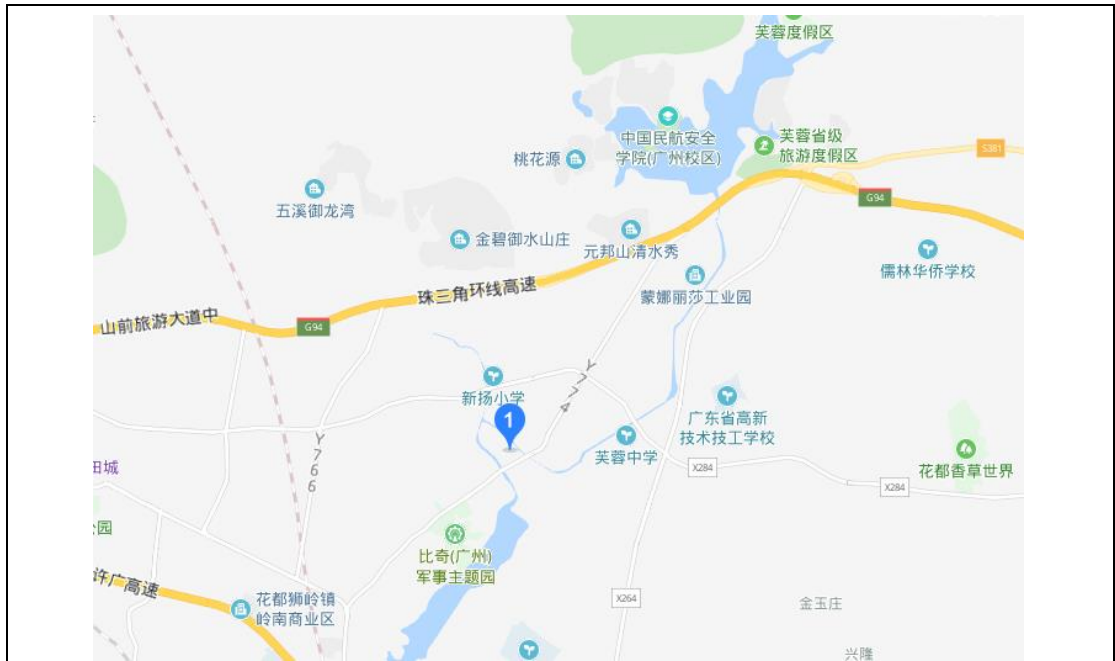 芙蓉度假区
中国民航安全
学院(广州校区)
芙蓉省级
旅游度假区
S381
桃花源
五溪御龙湾
G94
金碧御水山庄
元邦山清水秀
儒林华侨学校
蒙娜丽莎工业园
珠三角环线高速
山前旅游大道中
G94
新扬小学
Y774
1
广东省高新
技术技工学校
芙蓉中学
Y766
田城
X284
花都香草世界
X284
公园
比奇(广州)
军事主题园
许广高速
花都狮岭镇
岭南商业区
X264
金玉庄
兴隆